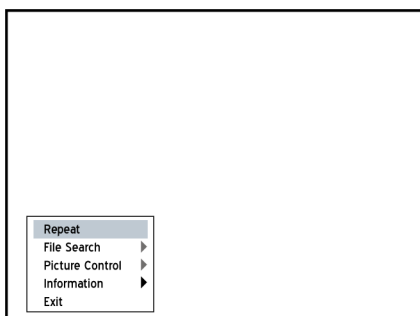 Repeat
File Search
Picture Control
Information
Exit